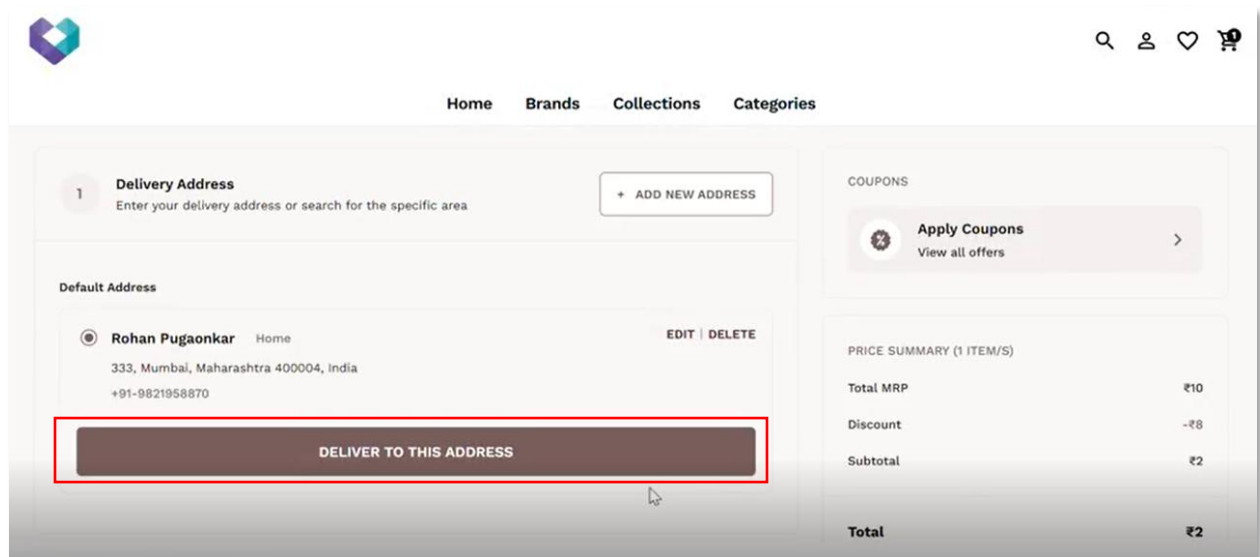 1
Home Brands Collections Categories
1
Delivery Address
Enter your delivery address or search for the specific area
+ ADD NEW ADDRESS
Default Address
Rohan Pugaonkar Home
EDIT | DELETE
333, Mumbai, Maharashtra 400004, India
+91-9821958870
DELIVER TO THIS ADDRESS
COUPONS
Apply Coupons
View all offers
PRICE SUMMARY (1 ITEM/S)
Total MRP ₹10
Discount -₹8
Subtotal ₹2
Total ₹2